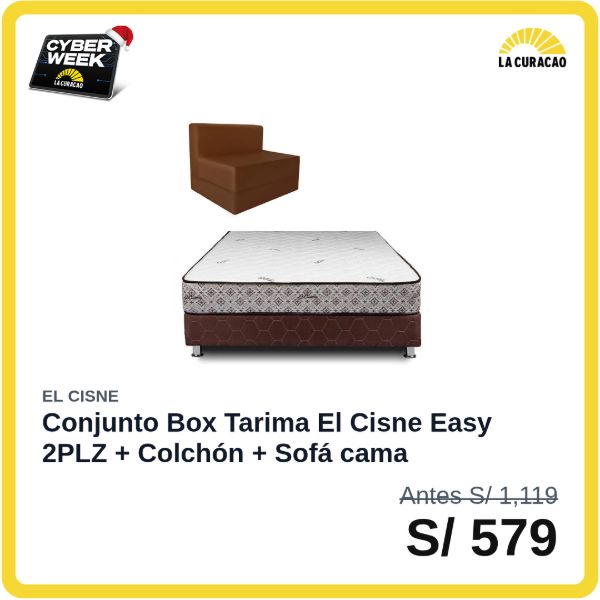 CYBER
WEEK
LA CURACAO
LA CURACAO
EL CISNE
Conjunto Box Tarima El Cisne Easy
2PLZ + Colchón + Sofá cama
Antes S/ 1,119
S/ 579